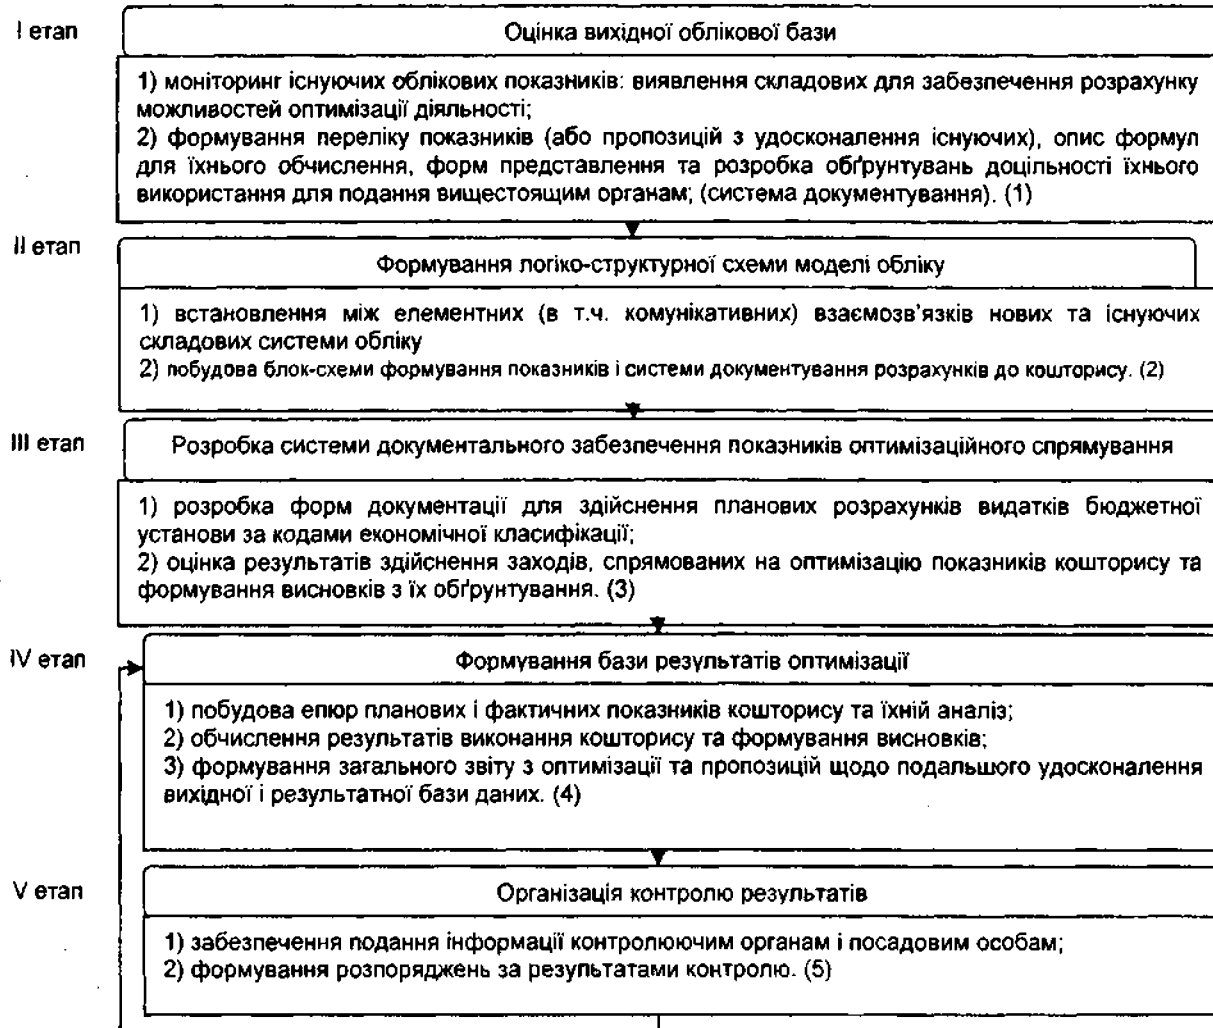 I етап
Оцінка вихідної облікової бази
1) моніторинг існуючих облікових показників: виявлення складових для забезпечення розрахунку
можливостей оптимізації діяльності;
2) формування переліку показників (або пропозицій з удосконалення існуючих), опис формул
для їхнього обчислення, форм представлення та розробка обґрунтувань доцільності їхнього
використання для подання вищестоящим органам; (система документування). (1)
II етап
Формування логіко-структурної схеми моделі обліку
1) встановлення між елементних (в т.ч. комунікативних) взаємозв'язків нових та існуючих
складових системи обліку
2) побудова блок-схеми формування показників і системи документування розрахунків до кошторису. (2)
III етап
Розробка системи документального забезпечення показників оптимізаційного спрямування
1) розробка форм документації для здійснення планових розрахунків видатків бюджетної
установи за кодами економічної класифікації;
2) оцінка результатів здійснення заходів, спрямованих на оптимізацію показників кошторису та
формування висновків з їх обґрунтування. (3)
IV етап
Формування бази результатів оптимізації
1) побудова епюр планових і фактичних показників кошторису та їхній аналіз;
2) обчислення результатів виконання кошторису та формування висновків;
3) формування загального звіту з оптимізації та пропозицій щодо подальшого удосконалення
вихідної і результатної бази даних. (4)
V етап
Організація контролю результатів
1) забезпечення подання інформації контролюючим органам і посадовим особам;
2) формування розпоряджень за результатами контролю. (5)